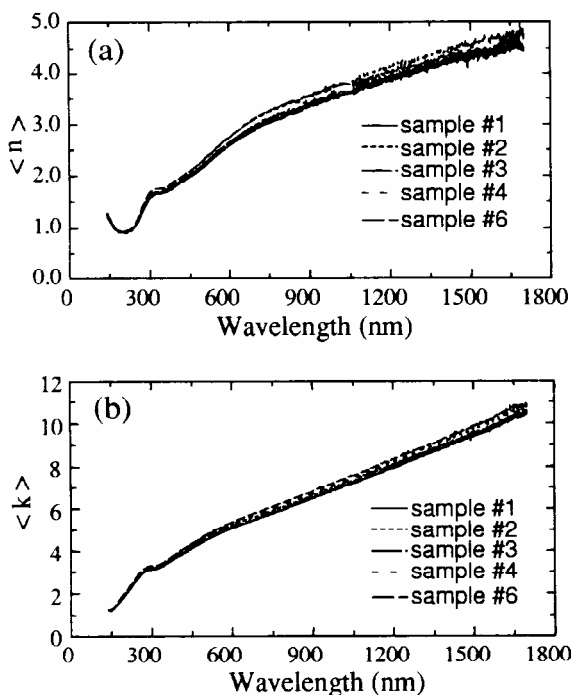 (a)
5.0
4.0
3.0
2.0
1.0
0.0
<n>
sample #1
sample #2
sample #3
sample #4
sample #6
0 300 600 900 1200 1500 1800
Wavelength (nm)
(b)
12
10
8
6
4
2
0
<k>
sample #1
sample #2
sample #3
sample #4
sample #6
0 300 600 900 1200 1500 1800
Wavelength (nm)